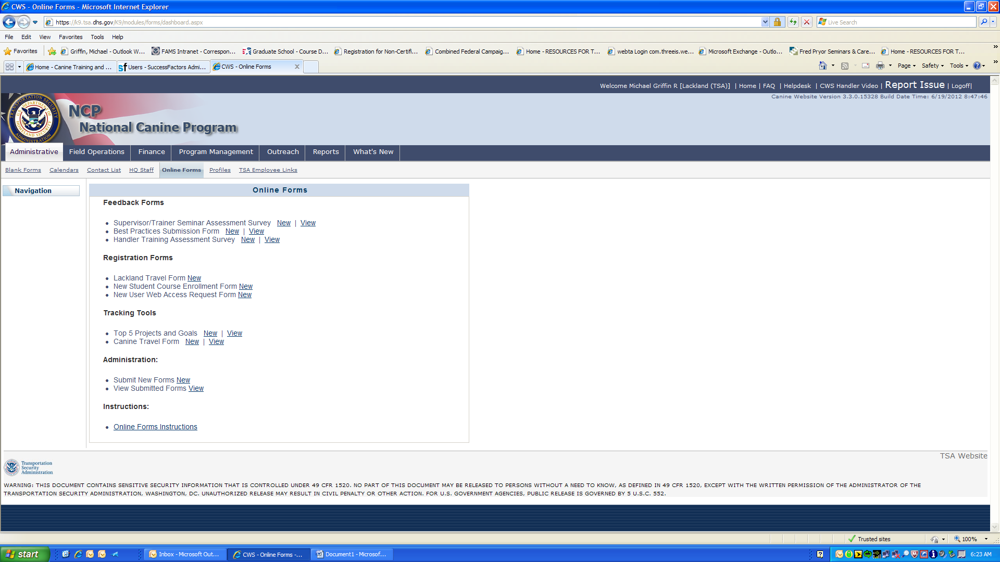 CWS - Online Forms - Microsoft Internet Explorer
https://k9.tsa.dhs.gov/K9/modules/forms/dashboard.aspx
Live Search
File Edit View Favorites Tools Help
Favorites Griffin, Michael - Outlook W... FAMS Intranet - Correspon... Graduate School - Course D... Registration for Non-Certifi... Combined Federal Campaig... Home - RESOURCES FOR T... webta Login com.threeis.we... Microsoft Exchange - Outlo... Fred Pryor Seminars & Care... Home - RESOURCES FOR T...
Home - Canine Training and ... Users - SuccessFactors Admi... CWS - Online Forms Page Safety Tools
Welcome Michael Griffin R [Lackland (TSA)] | Home | FAQ | Helpdesk | CWS Handler Video | Report Issue | Logoff|
Canine Website Version 3.3.0.15328 Build Date Time: 6/19/2012 8:47:46
NCP
National Canine Program
Administrative Field Operations Finance Program Management Outreach Reports What's New
Blank Forms Calendars Contact List HQ Staff Online Forms Profiles TSA Employee Links
Navigation
Online Forms
Feedback Forms
Supervisor/Trainer Seminar Assessment Survey New | View
Best Practices Submission Form New | View
Handler Training Assessment Survey New | View
Registration Forms
Lackland Travel Form New
New Student Course Enrollment Form New
New User Web Access Request Form New
Tracking Tools
Top 5 Projects and Goals New | View
Canine Travel Form New | View
Administration:
Submit New Forms New
View Submitted Forms View
Instructions:
Online Forms Instructions
TSA Website
Transportation
Security
Administration
WARNING: THIS DOCUMENT CONTAINS SENSITIVE SECURITY INFORMATION THAT IS CONTROLLED UNDER 49 CFR 1520. NO PART OF THIS DOCUMENT MAY BE RELEASED TO PERSONS WITHOUT A NEED TO KNOW, AS DEFINED IN 49 CFR 1520, EXCEPT WITH THE WRITTEN PERMISSION OF THE ADMINISTRATOR OF THE
TRANSPORTATION SECURITY ADMINISTRATION, WASHINGTON, DC. UNAUTHORIZED RELEASE MAY RESULT IN CIVIL PENALTY OR OTHER ACTION. FOR U.S. GOVERNMENT AGENCIES, PUBLIC RELEASE IS GOVERNED BY 5 U.S.C. 552.
Trusted sites 100%
start Inbox - Microsoft Out... CWS - Online Forms -... Document1 - Microsof... 6:23 AM